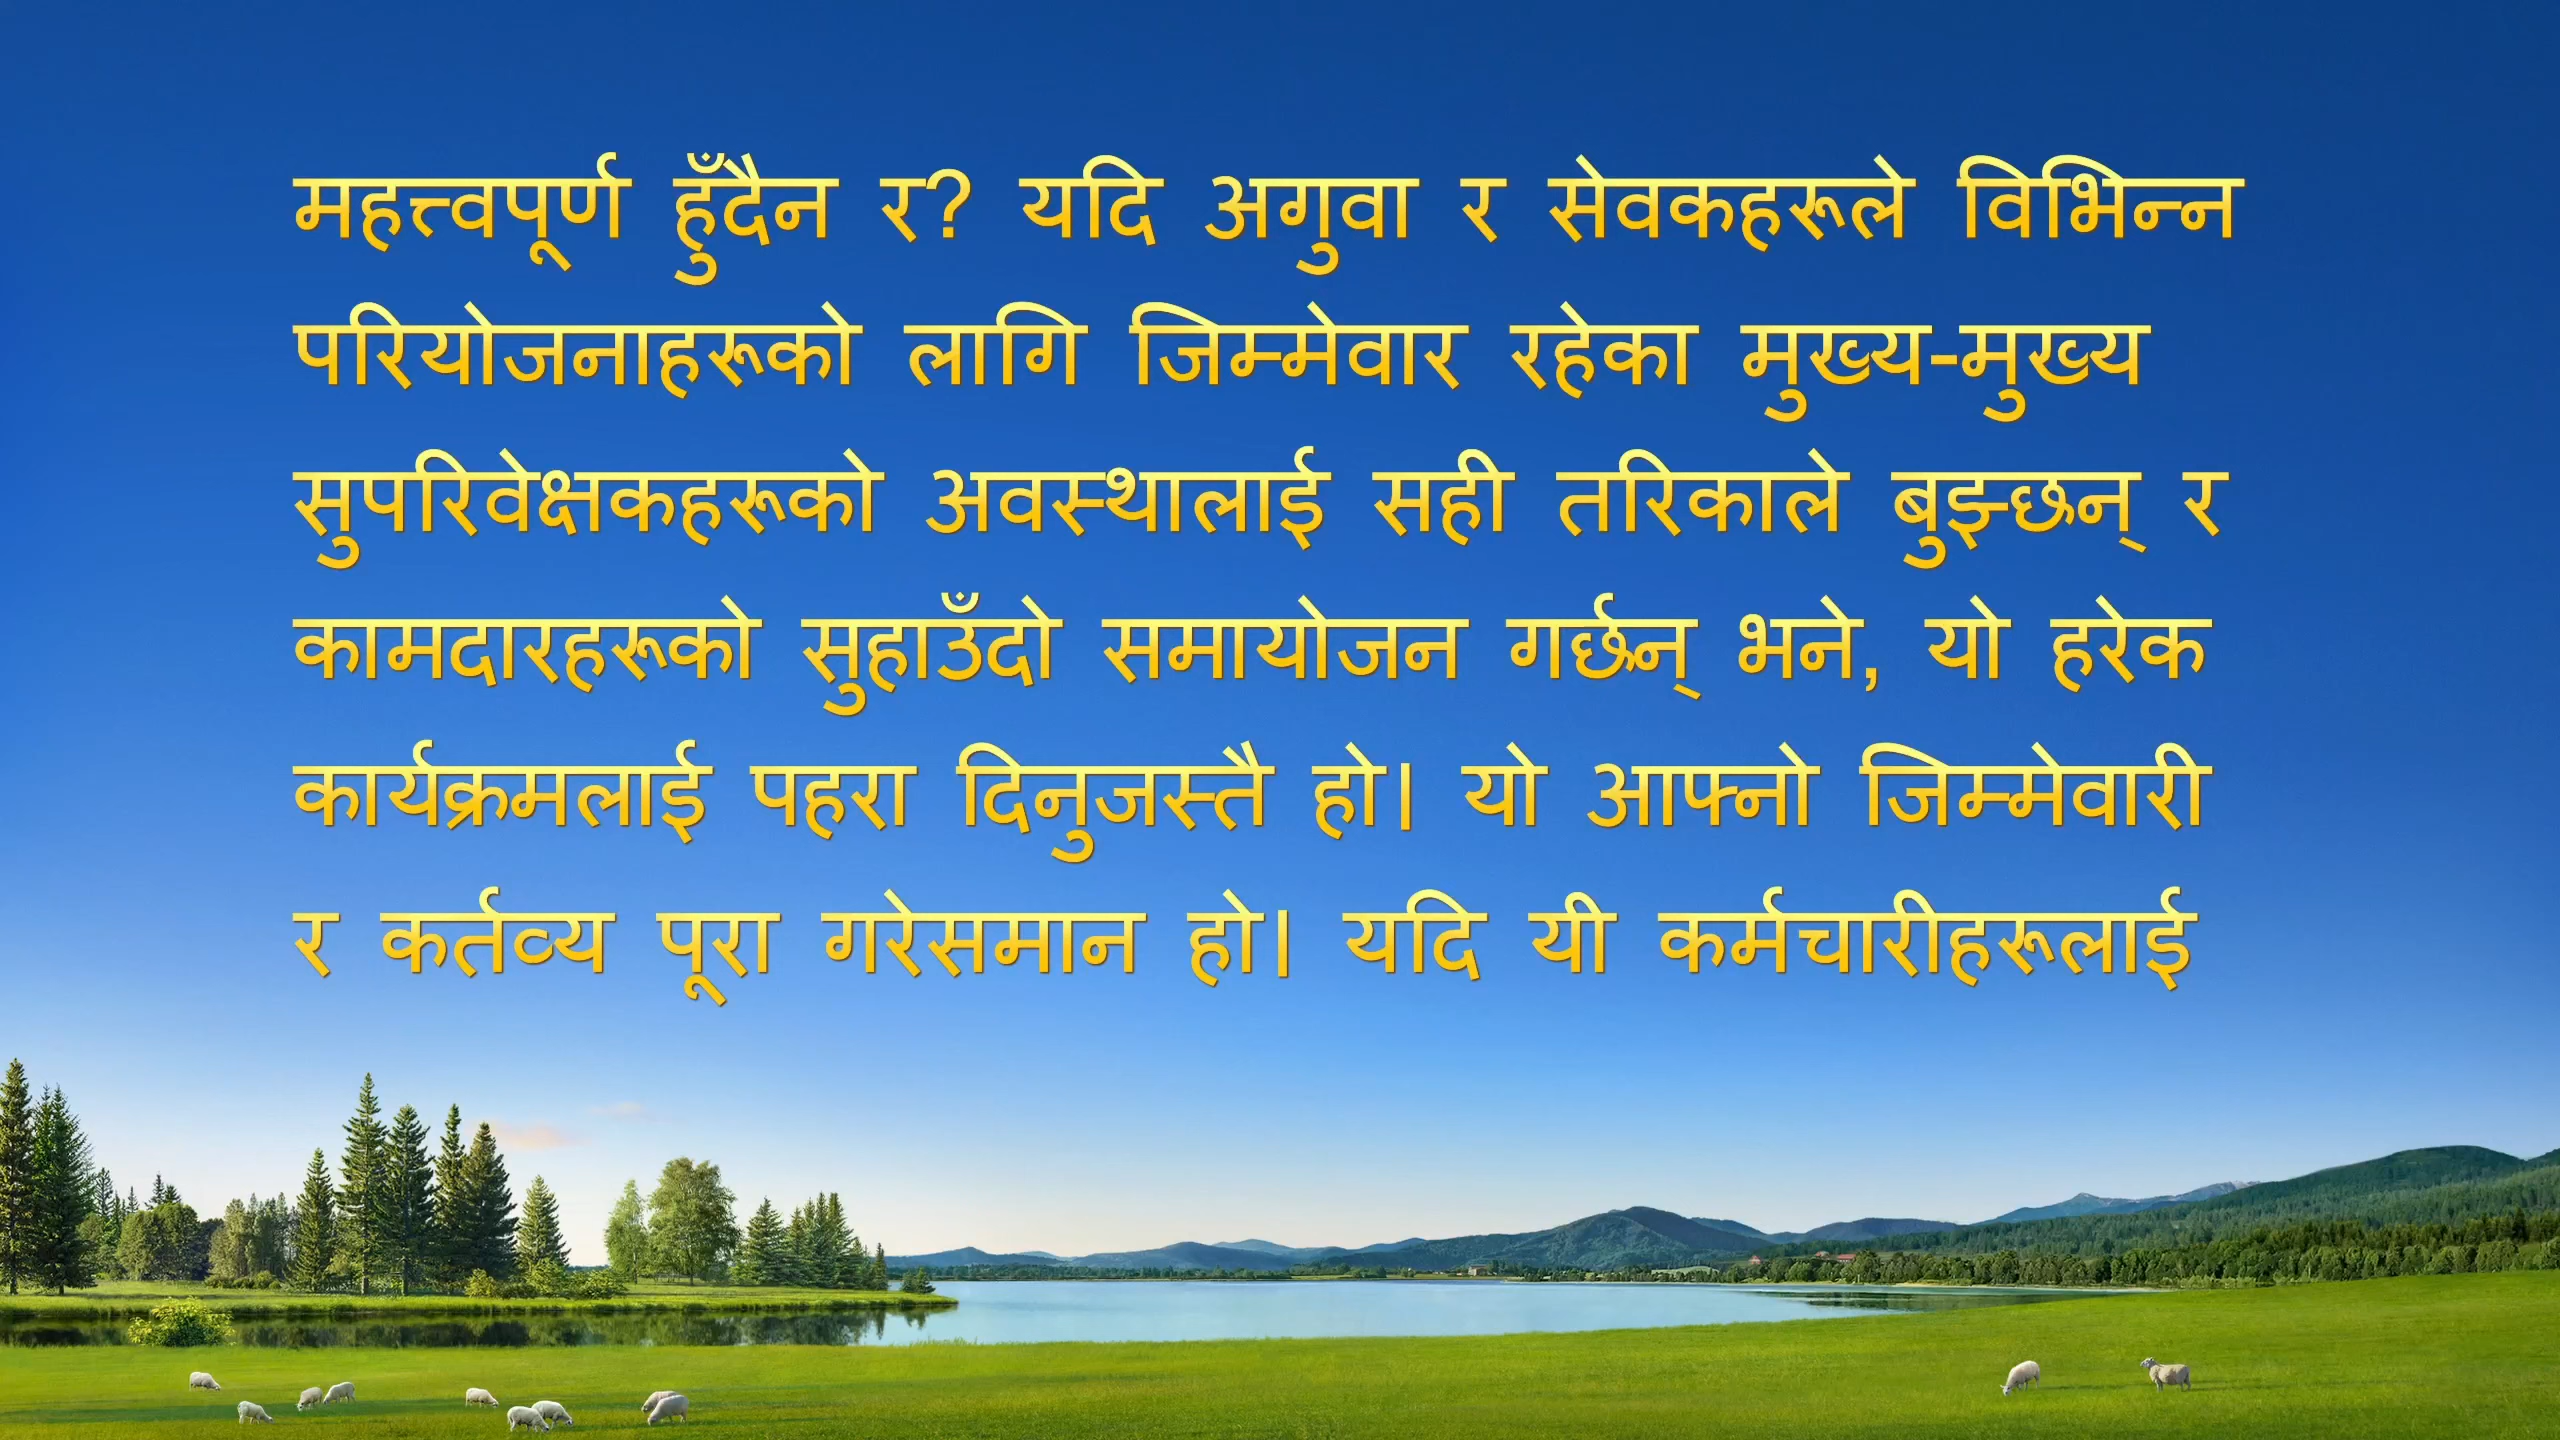 महत्त्वपूर्ण हुँदैन र? यदि अगुवा र सेवकहरूले विभिन्न
परियोजनाहरूको लागि जिम्मेवार रहेका मुख्य-मुख्य
सुपरिवेक्षकहरूको अवस्थालाई सही तरिकाले बुझ्छन् र
कामदारहरूको सुहाउँदो समायोजन गर्छन् भने, यो हरेक
कार्यक्रमलाई पहरा दिनुजस्तै हो। यो आफ्नो जिम्मेवारी
र कर्तव्य पूरा गरेसमान हो। यदि यी कर्मचारीहरूलाई